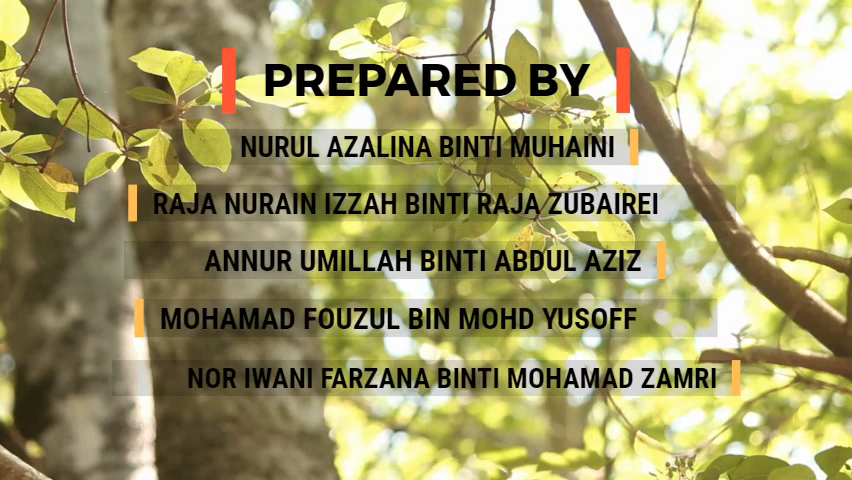 PREPARED BY
NURUL AZALINA BINTI MUHAINI
RAJA NURAIN IZZAH BINTI RAJA ZUBAIREI
ANNUR UMILLAH BINTI ABDUL AZIZ
MOHAMAD FOUZUL BIN MOHD YUSOFF
NOR IWANI FARZANA BINTI MOHAMAD ZAMRI